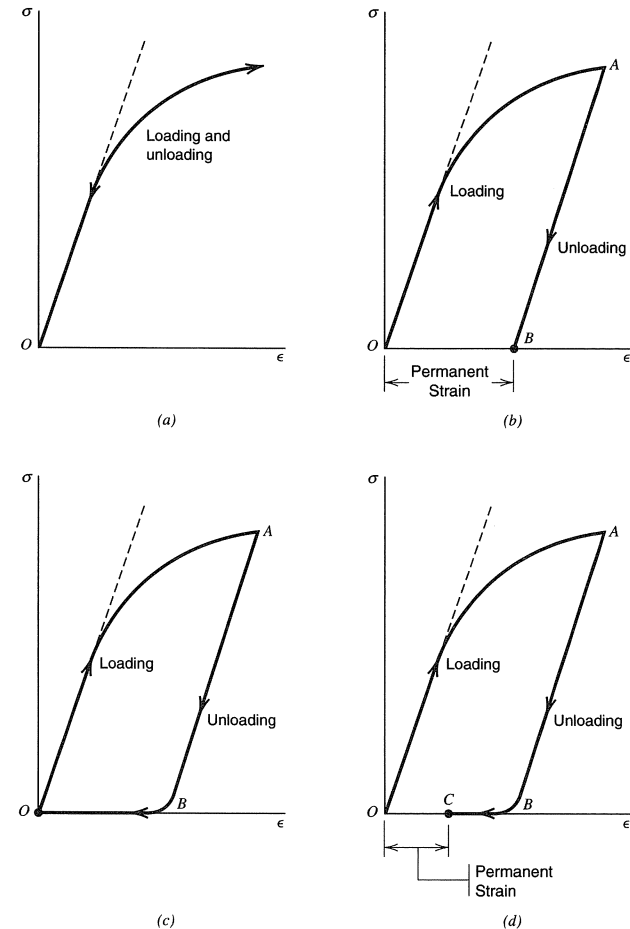 σ
Loading and
unloading
O
ϵ
(a)
σ
A
Loading
Unloading
B
O
ϵ
Permanent
Strain
(b)
σ
A
Loading
Unloading
B
O
ϵ
(c)
σ
A
Loading
Unloading
C
B
O
ϵ
Permanent
Strain
(d)